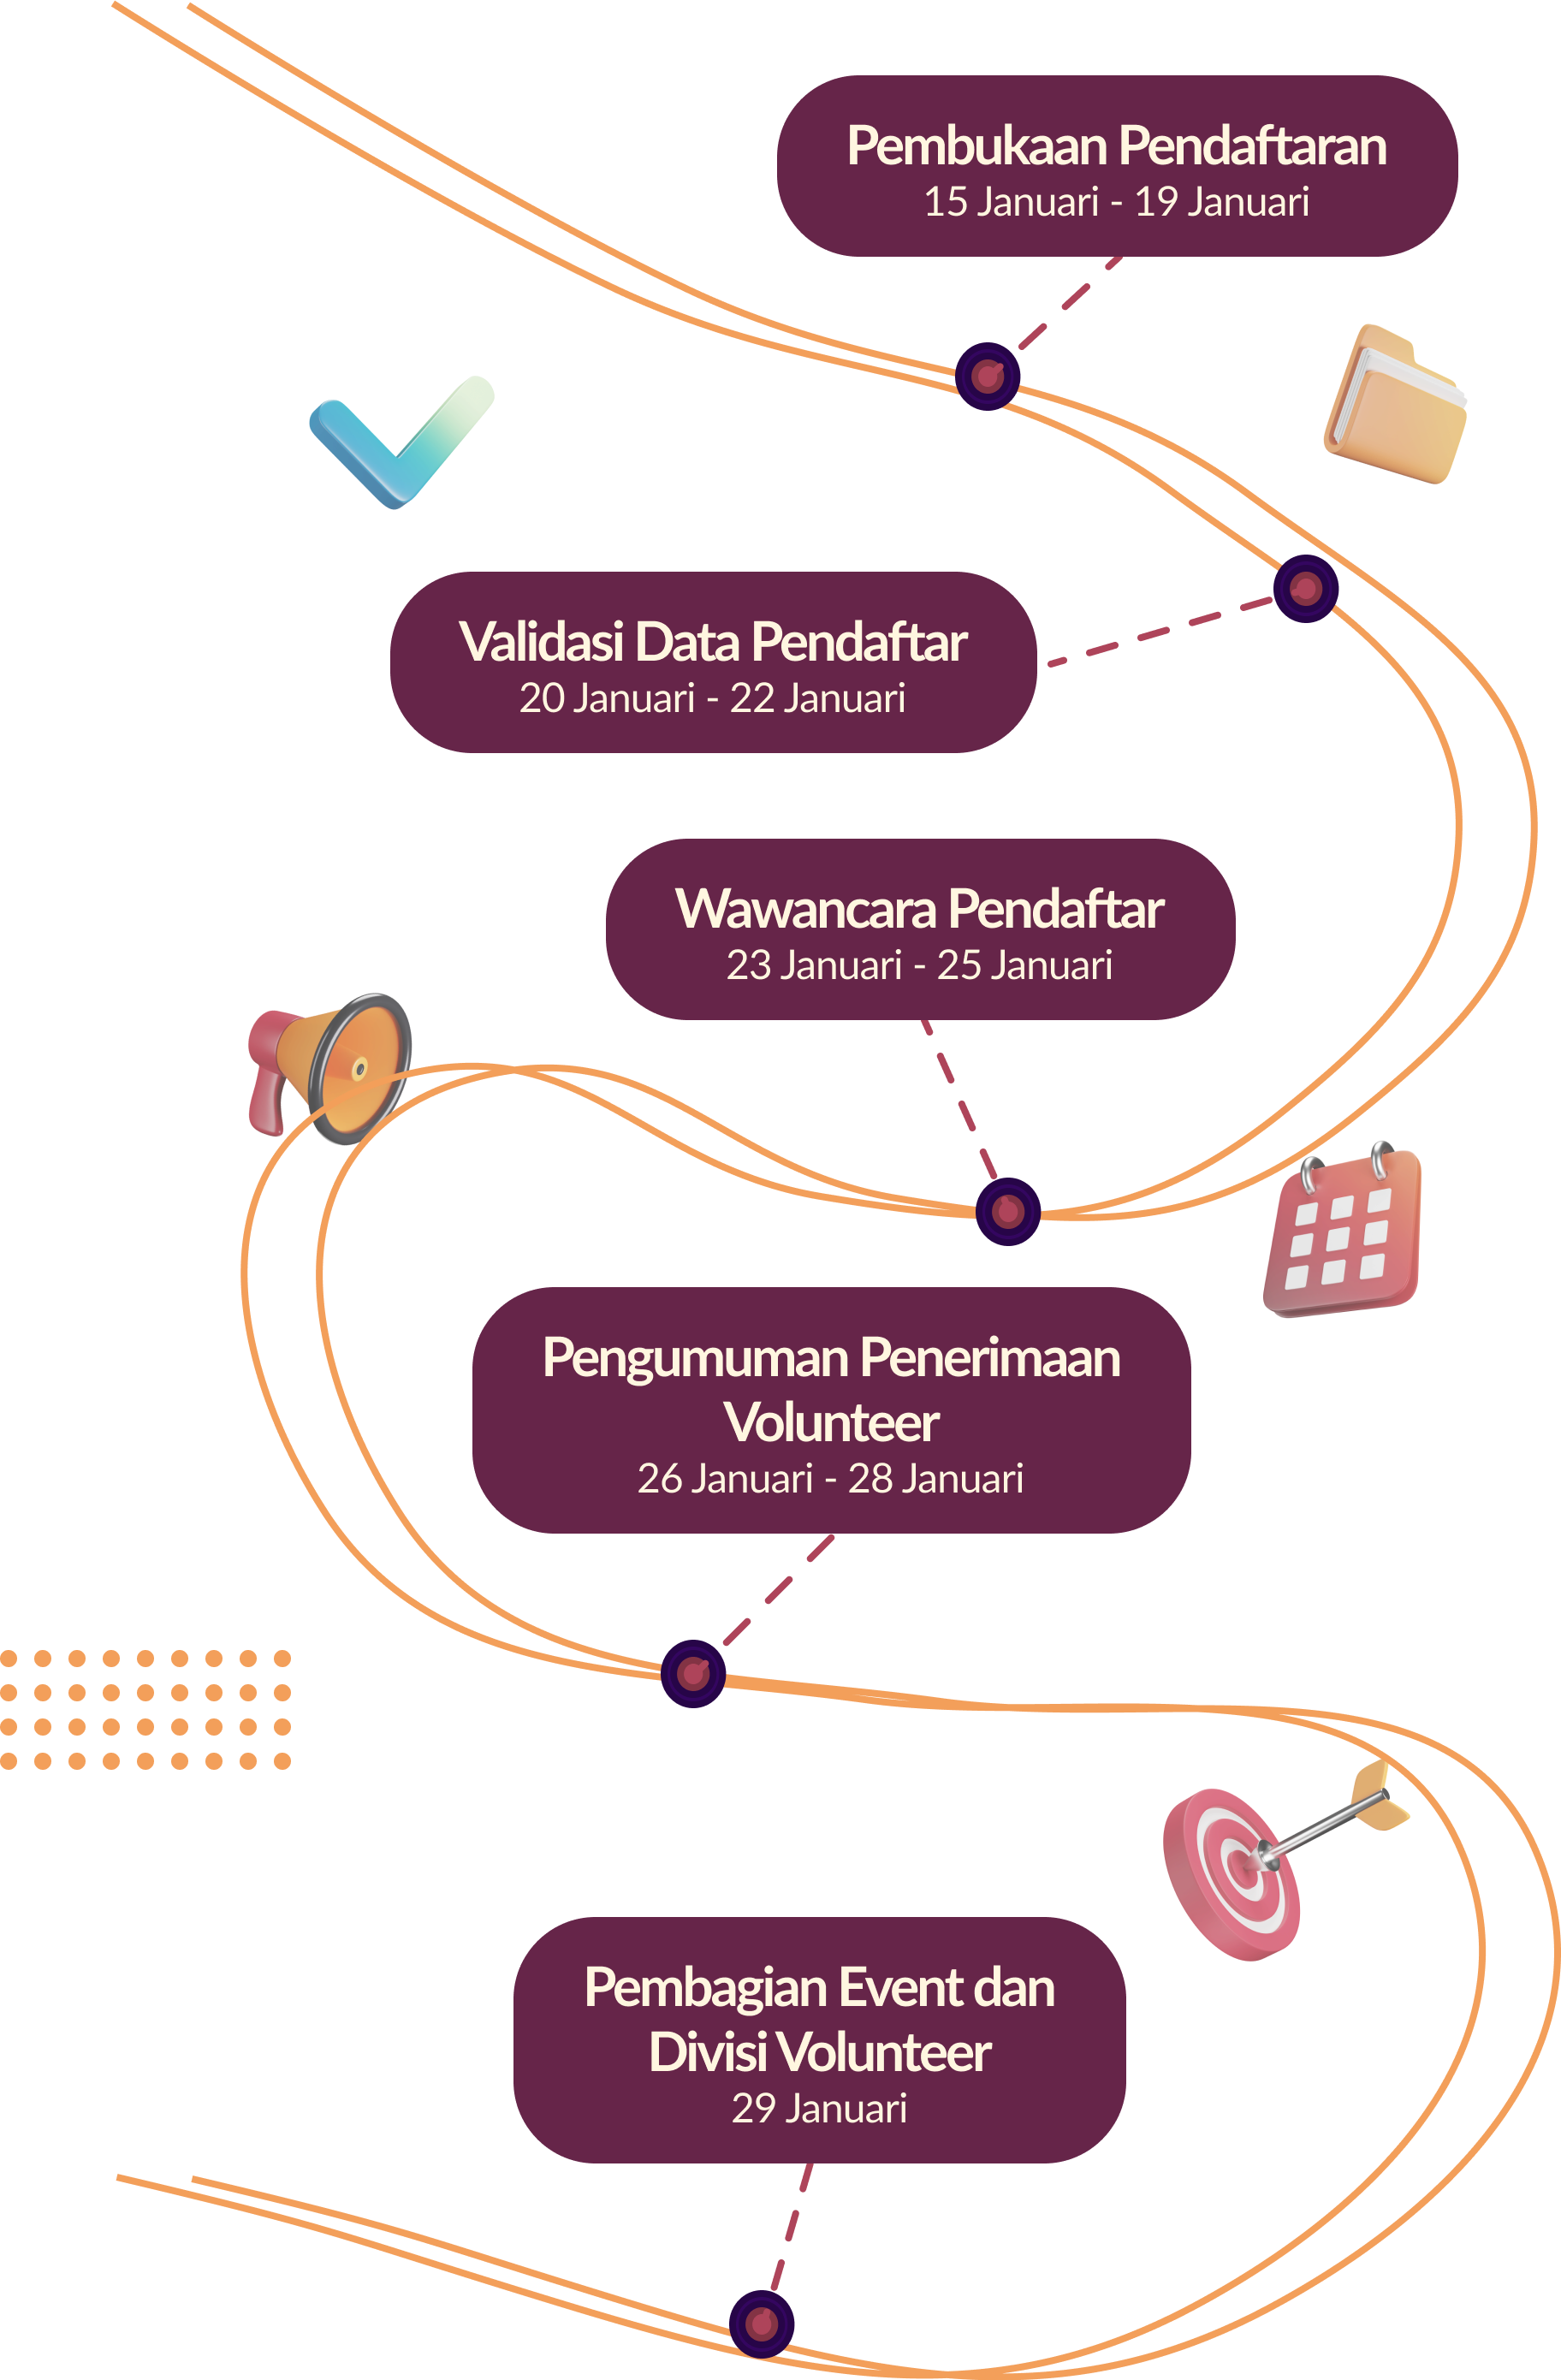 Pembukaan Pendaftaran
15 Januari - 19 Januari
Validasi Data Pendaftar
20 Januari - 22 Januari
Wawancara Pendaftar
23 Januari - 25 Januari
Pengumuman Penerimaan
Volunteer
26 Januari - 28 Januari
Pembagian Event dan
Divisi Volunteer
29 Januari